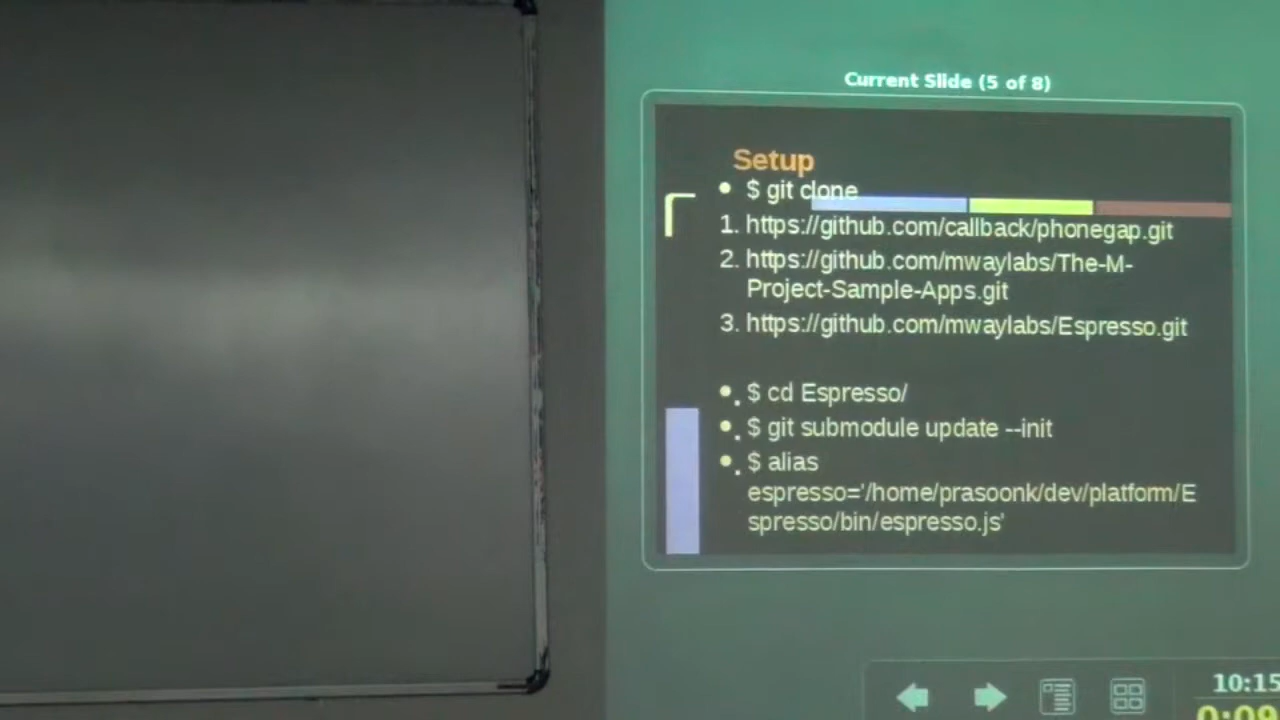 Current Slide (5 of 8)
Setup
• $ git clone
1. https://github.com/callback/phonegap.git
2. https://github.com/mwaylabs/The-M-
Project-Sample-Apps.git
3. https://github.com/mwaylabs/Espresso.git
• $ cd Espresso/
• $ git submodule update --init
• $ alias
espresso='/home/prasoonk/dev/platform/E
spresso/bin/espresso.js'
10:15
0:09